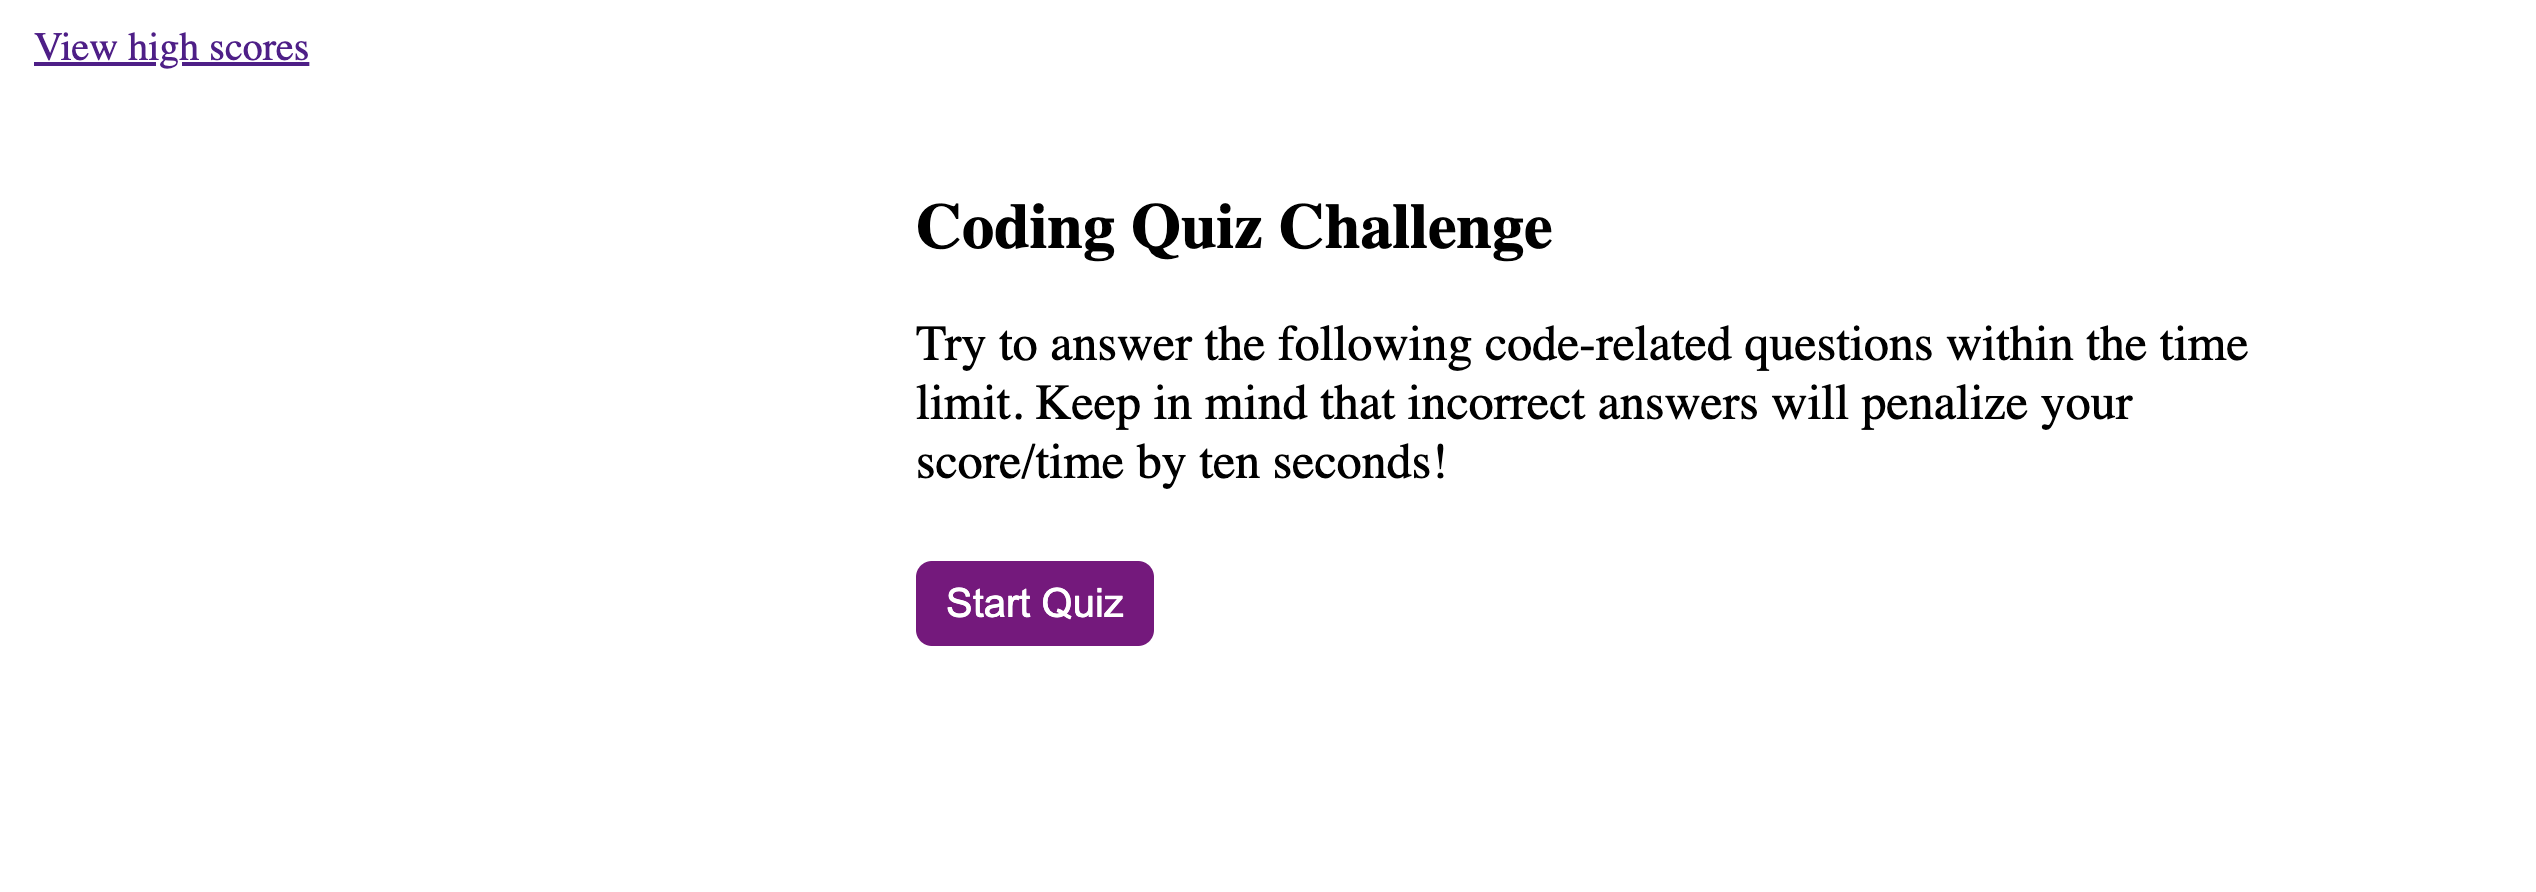 View high scores
Coding Quiz Challenge
Try to answer the following code-related questions within the time
limit. Keep in mind that incorrect answers will penalize your
score/time by ten seconds!
Start Quiz